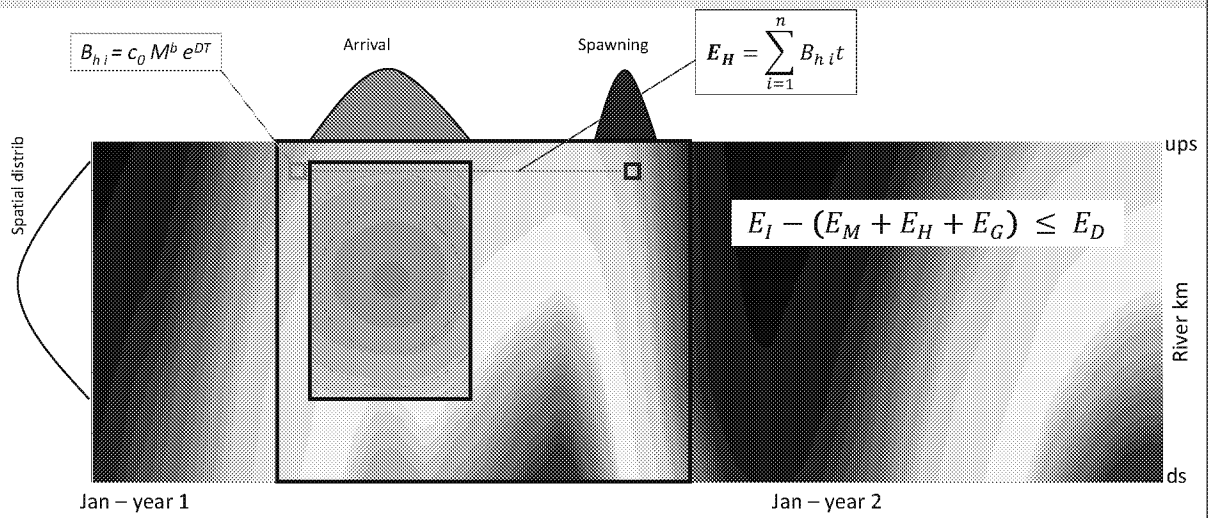 Arrival
Spawning
B_{h i} = c_0 M^b e^{DT}
E_H = \sum_{i=1}^{n} B_{h i} t
ups
Spatial distrib
E_I − (E_M + E_H + E_G) ≤ E_D
River km
ds
Jan – year 1
Jan – year 2